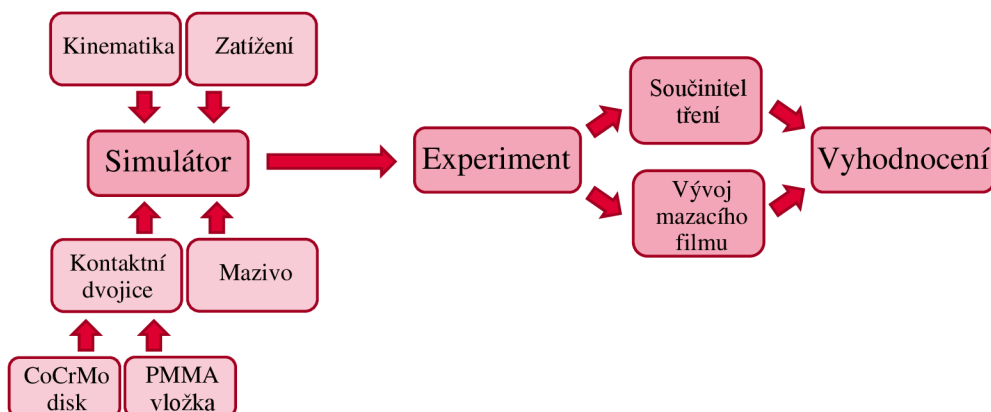 Kinematika
Zatížení
Simulátor
Kontaktní
dvojice
Mazivo
CoCrMo
disk
PMMA
vložka
Experiment
Součinitel
tření
Vývoj
mazacího
filmu
Vyhodnocení